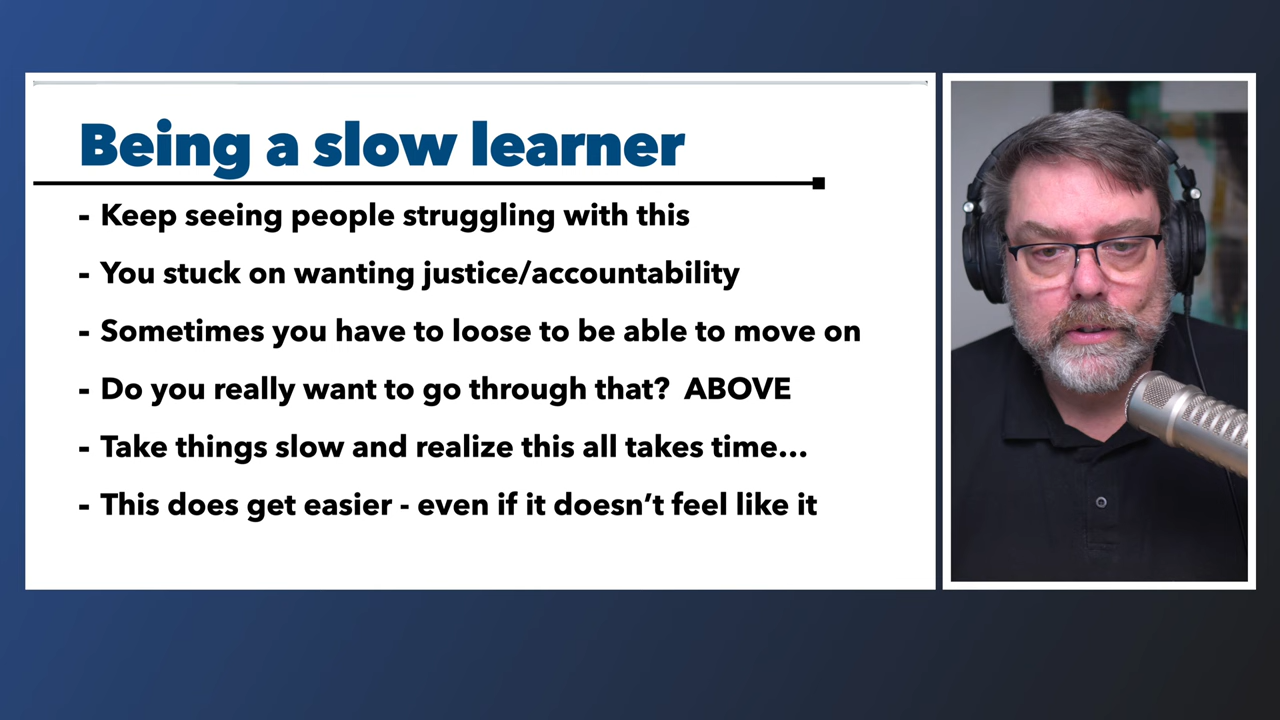 Being a slow learner
- Keep seeing people struggling with this
- You stuck on wanting justice/accountability
- Sometimes you have to loose to be able to move on
- Do you really want to go through that?  ABOVE
- Take things slow and realize this all takes time...
- This does get easier - even if it doesn’t feel like it